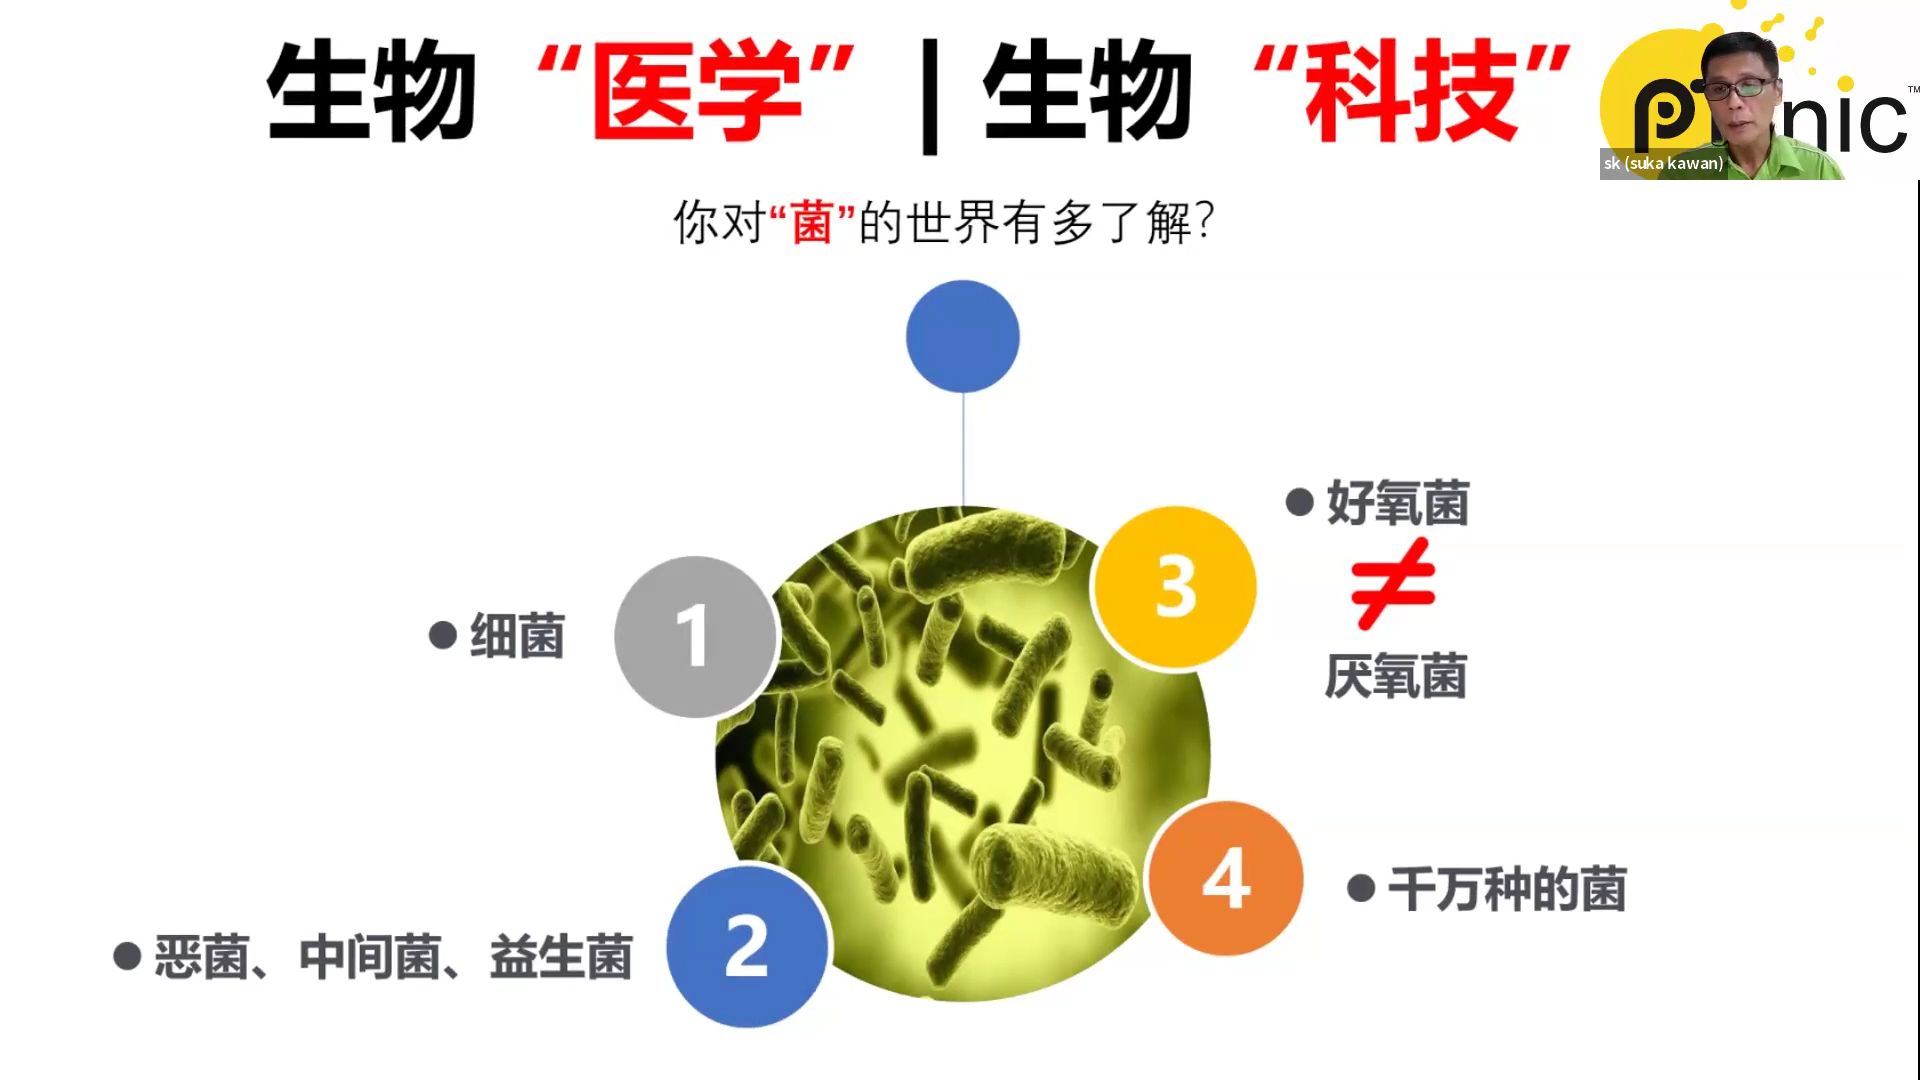 生物 “医学” | 生物 “科技”
sk (suka kawan)
你对“菌”的世界有多了解?
1
● 细菌
2
● 恶菌、中间菌、益生菌
3
● 好氧菌
≠
厌氧菌
4
● 千万种的菌